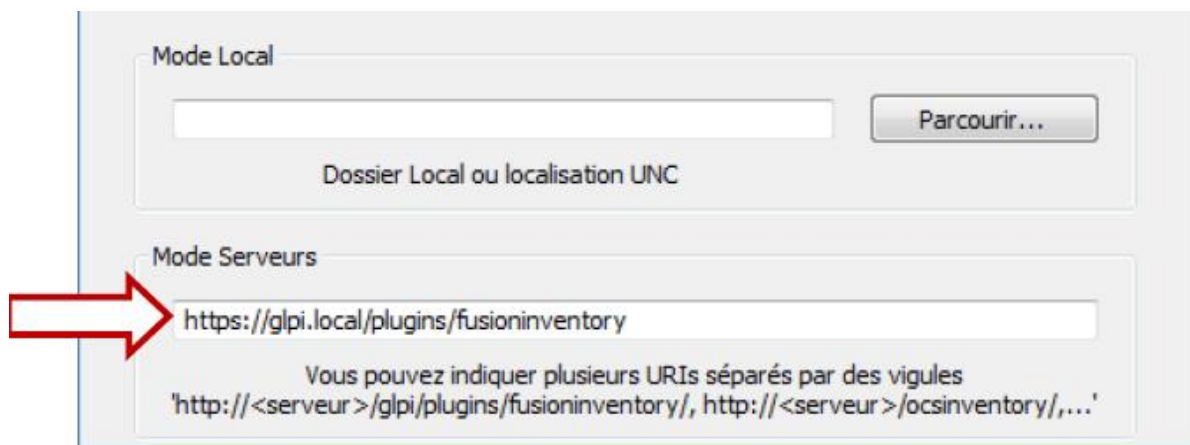 Mode Local
Parcourir...
Dossier Local ou localisation UNC
Mode Serveurs
https://glpi.local/plugins/fusioninventory
Vous pouvez indiquer plusieurs URIs séparés par des vigules
'http://<serveur>/glpi/plugins/fusioninventory/, http://<serveur>/ocsinventory/,...'